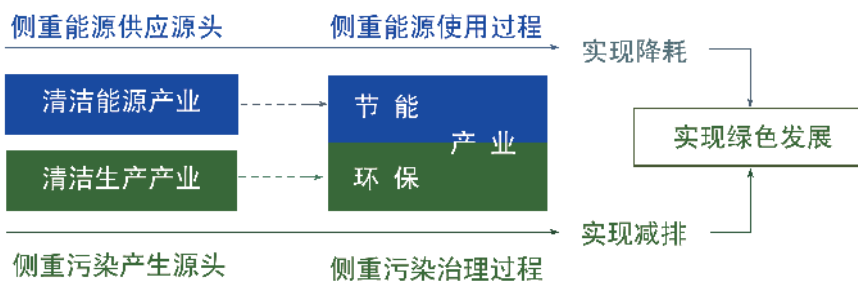 侧重能源供应源头
侧重能源使用过程
实现降耗
清洁能源产业
节能
产业
实现绿色发展
清洁生产产业
环保
实现减排
侧重污染产生源头
侧重污染治理过程